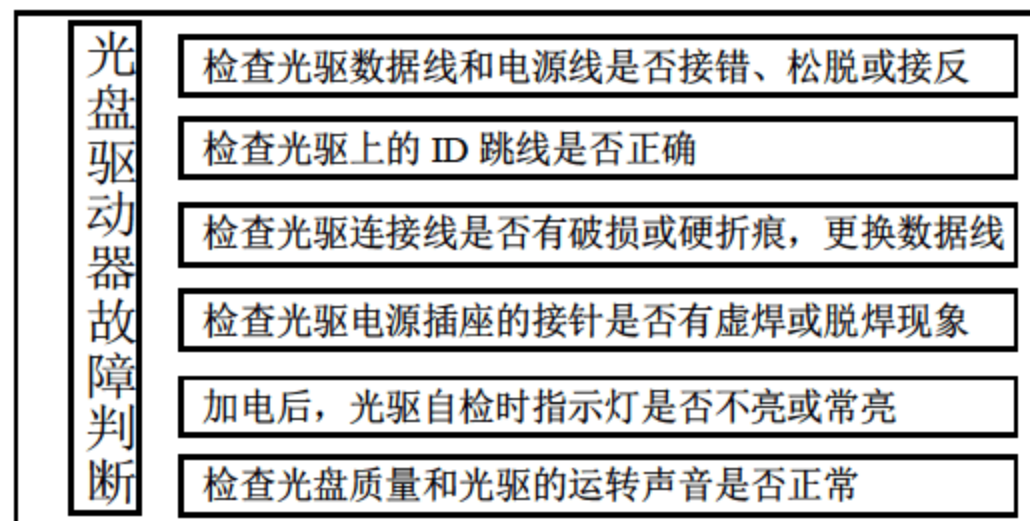 光盘驱动器故障判断
检查光驱数据线和电源线是否接错、松脱或接反
检查光驱上的 ID 跳线是否正确
检查光驱连接线是否有破损或硬折痕，更换数据线
检查光驱电源插座的接针是否有虚焊或脱焊现象
加电后，光驱自检时指示灯是否不亮或常亮
检查光盘质量和光驱的运转声音是否正常